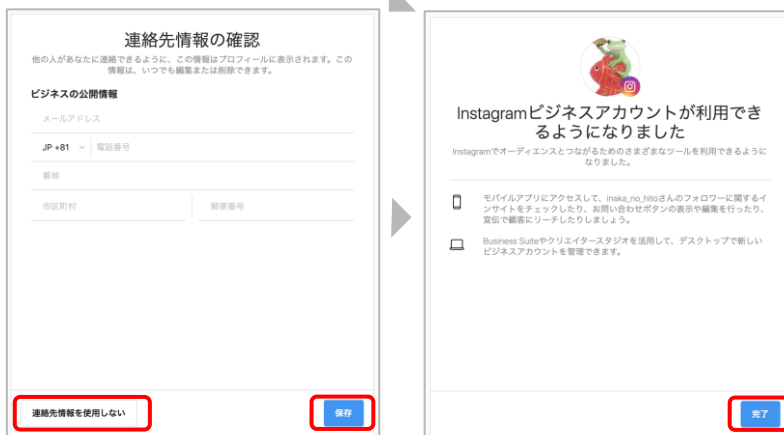 連絡先情報の確認
他の人があなたに連絡できるように、この情報はプロフィールに表示されます。この
情報は、いつでも編集または削除できます。
ビジネスの公開情報
メールアドレス
JP +81 電話番号
番地
市区町村 郵便番号
連絡先情報を使用しない 保存
Instagramビジネスアカウントが利用でき
るようになりました
Instagramでオーディエンスとつながるためのさまざまなツールを利用できるように
なりました。
モバイルアプリにアクセスして、inaka_no_hitoさんのフォロワーに関するイ
ンサイトをチェックしたり、お問い合わせボタンの表示や編集を行ったり、
宣伝で顧客にリーチしたりしましょう。
Business Suiteやクリエイタースタジオを活用して、デスクトップで新しい
ビジネスアカウントを管理できます。
完了